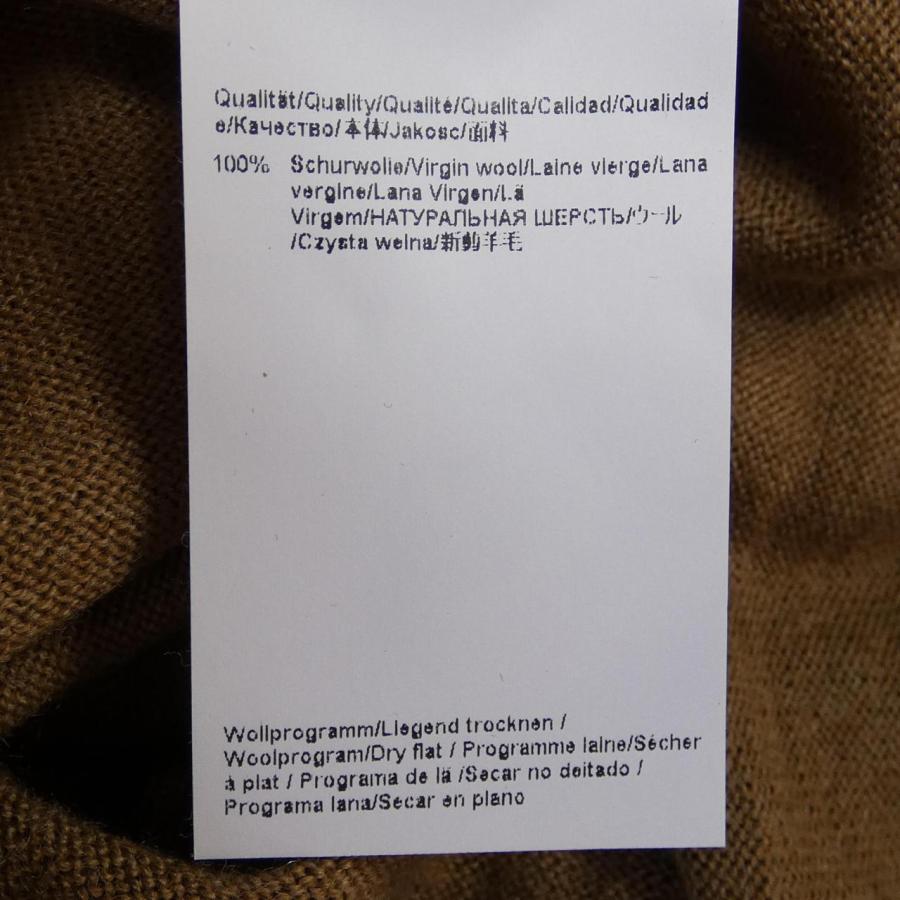 Qualität/Quality/Qualité/Qualita/Calidad/Qualidad
e/Качество/本体/Jakosc/面料
100% Schurwolle/Virgin wool/Laine vierge/Lana
vergine/Lana Virgen/Lä
Virgem/НАТУРАЛЬНАЯ ШЕРСТЬ/ウール
/Czysta welna/新剪羊毛
Wollprogramm/Liegend trocknen /
Woolprogram/Dry flat / Programme laine/Sécher
à plat / Programa de lä /Secar no deitado /
Programa lana/Secar en plano